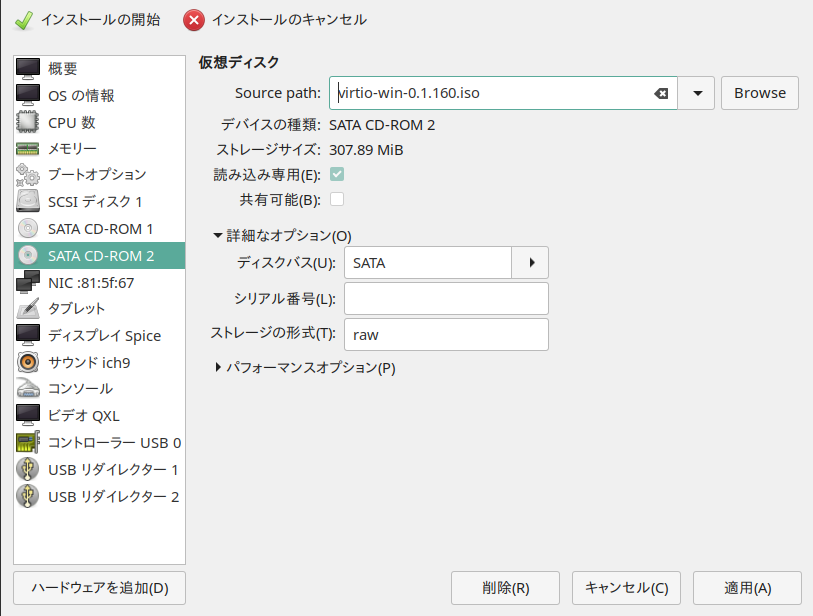 インストールの開始 インストールのキャンセル
概要
OS の情報
CPU 数
メモリー
ブートオプション
SCSI ディスク 1
SATA CD-ROM 1
SATA CD-ROM 2
NIC :81:5f:67
タブレット
ディスプレイ Spice
サウンド ich9
コンソール
ビデオ QXL
コントローラー USB 0
USB リダイレクター 1
USB リダイレクター 2
ハードウェアを追加(D)
仮想ディスク
Source path: virtio-win-0.1.160.iso Browse
デバイスの種類: SATA CD-ROM 2
ストレージサイズ: 307.89 MiB
読み込み専用(E):
共有可能(B):
詳細なオプション(O)
ディスクバス(U): SATA
シリアル番号(L):
ストレージの形式(T): raw
パフォーマンスオプション(P)
削除(R) キャンセル(C) 適用(A)